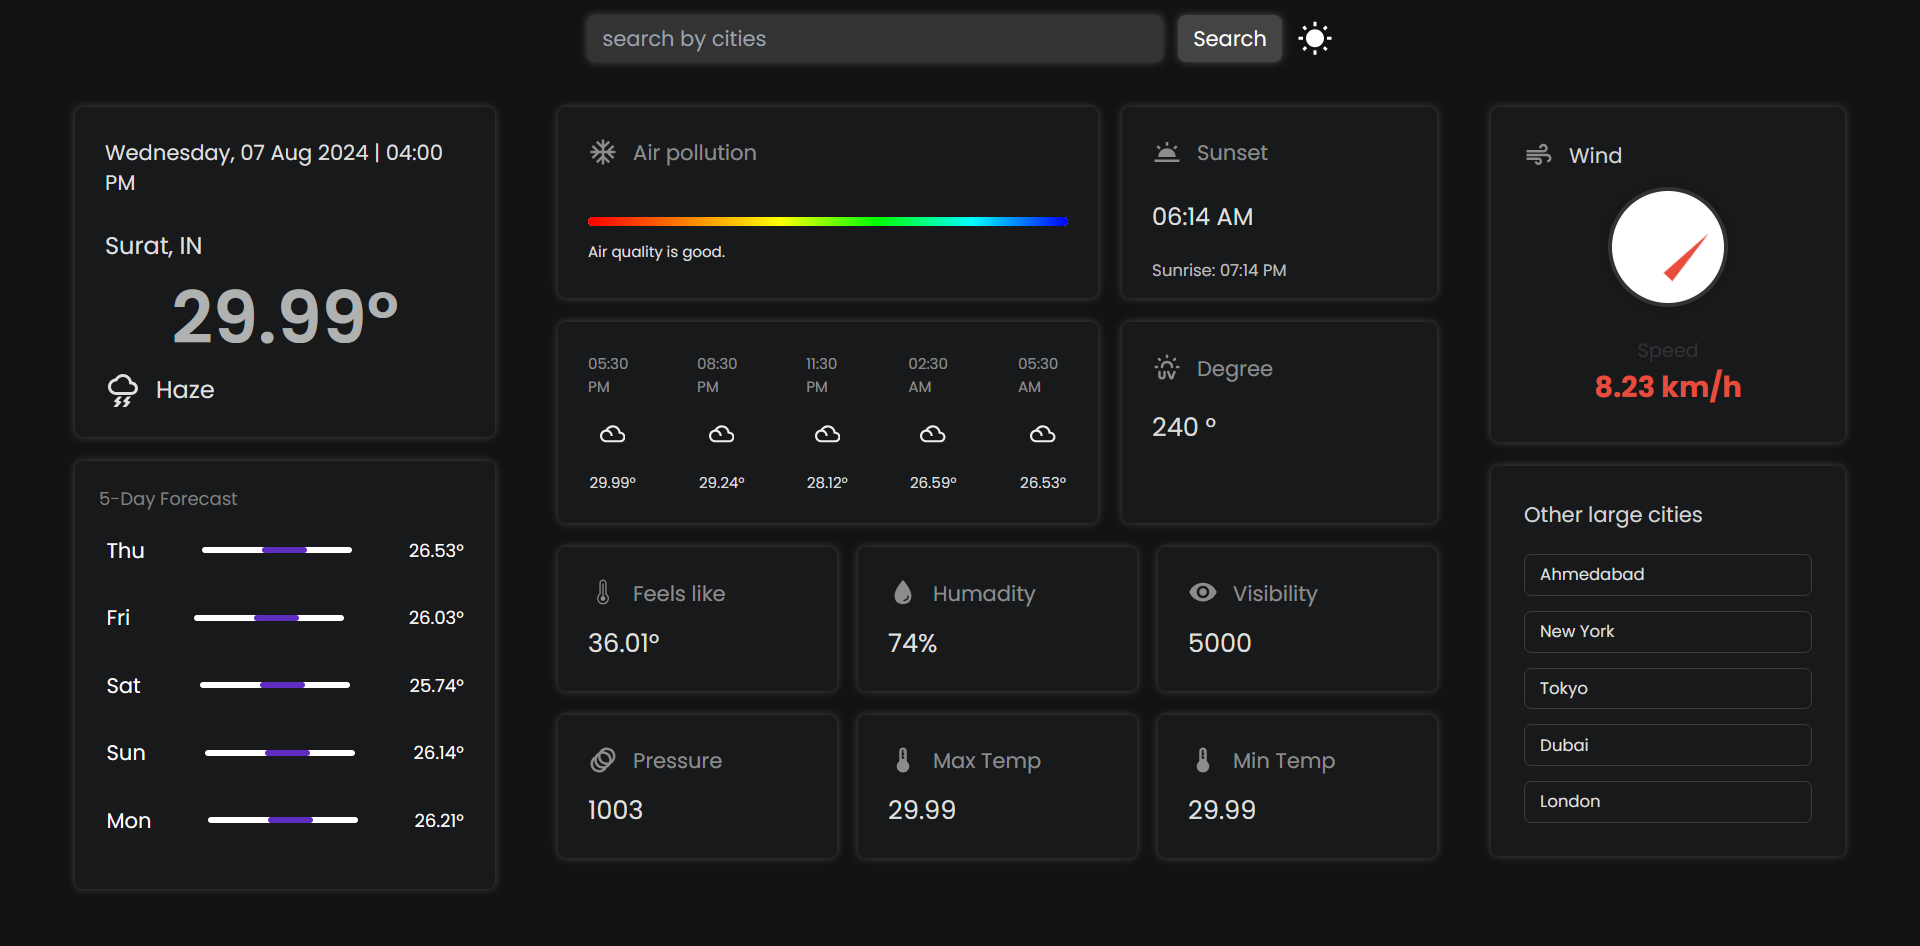 search by cities
Search
Wednesday, 07 Aug 2024 | 04:00
PM
Surat, IN
29.99°
Haze
5-Day Forecast
Thu 26.53°
Fri 26.03°
Sat 25.74°
Sun 26.14°
Mon 26.21°
Air pollution
Air quality is good.
Sunset
06:14 AM
Sunrise: 07:14 PM
05:30 08:30 11:30 02:30 05:30
PM PM PM AM AM
29.99° 29.24° 28.12° 26.59° 26.53°
UV
Degree
240 °
Feels like
36.01°
Humadity
74%
Visibility
5000
Pressure
1003
Max Temp
29.99
Min Temp
29.99
Wind
Speed
8.23 km/h
Other large cities
Ahmedabad
New York
Tokyo
Dubai
London